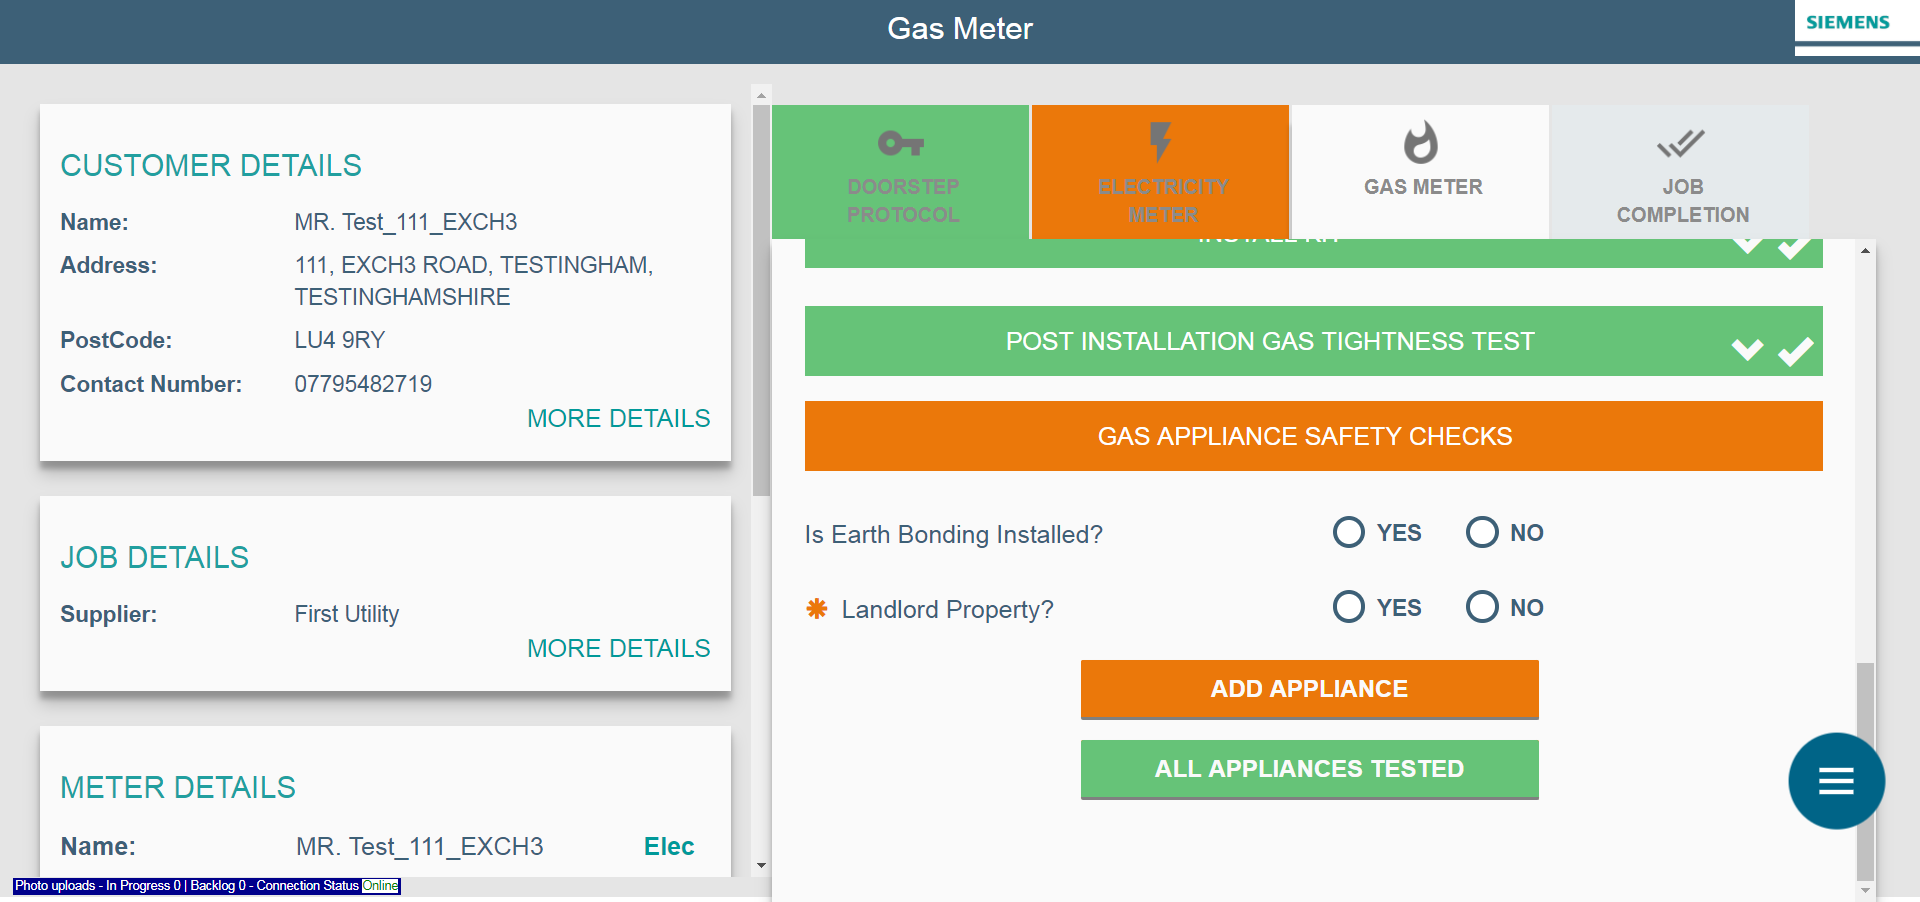 Gas Meter
SIEMENS
CUSTOMER DETAILS
Name: MR. Test_111_EXCH3
Address: 111, EXCH3 ROAD, TESTINGHAM,
TESTINGHAMSHIRE
PostCode: LU4 9RY
Contact Number: 07795482719
MORE DETAILS
JOB DETAILS
Supplier: First Utility
MORE DETAILS
METER DETAILS
Name: MR. Test_111_EXCH3 Elec
Photo uploads - In Progress 0 | Backlog 0 - Connection Status Online
DOORSTEP
PROTOCOL
ELECTRICITY
METER
GAS METER
JOB
COMPLETION
INSTALL KIT
POST INSTALLATION GAS TIGHTNESS TEST
GAS APPLIANCE SAFETY CHECKS
Is Earth Bonding Installed? YES NO
✱ Landlord Property? YES NO
ADD APPLIANCE
ALL APPLIANCES TESTED